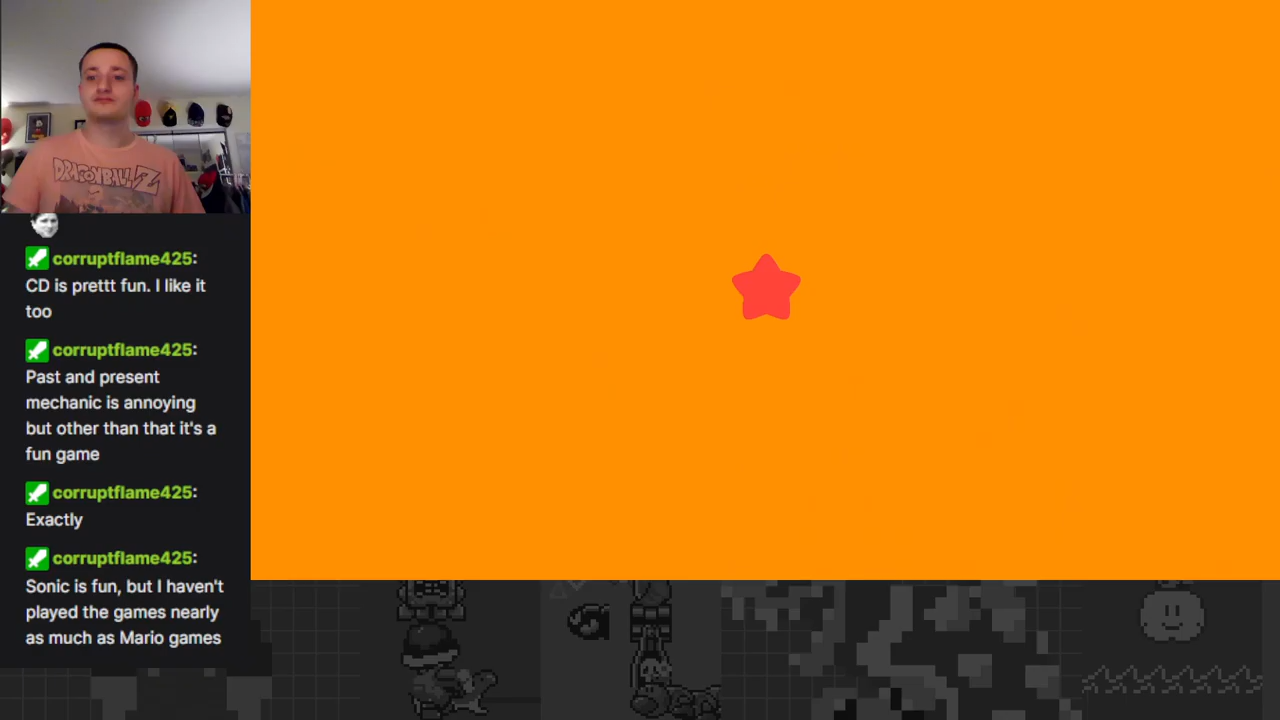 DRAGONBALL Z
corruptflame425:
CD is prettt fun. I like it
too
corruptflame425:
Past and present
mechanic is annoying
but other than that it's a
fun game
corruptflame425:
Exactly
corruptflame425:
Sonic is fun, but I haven't
played the games nearly
as much as Mario games